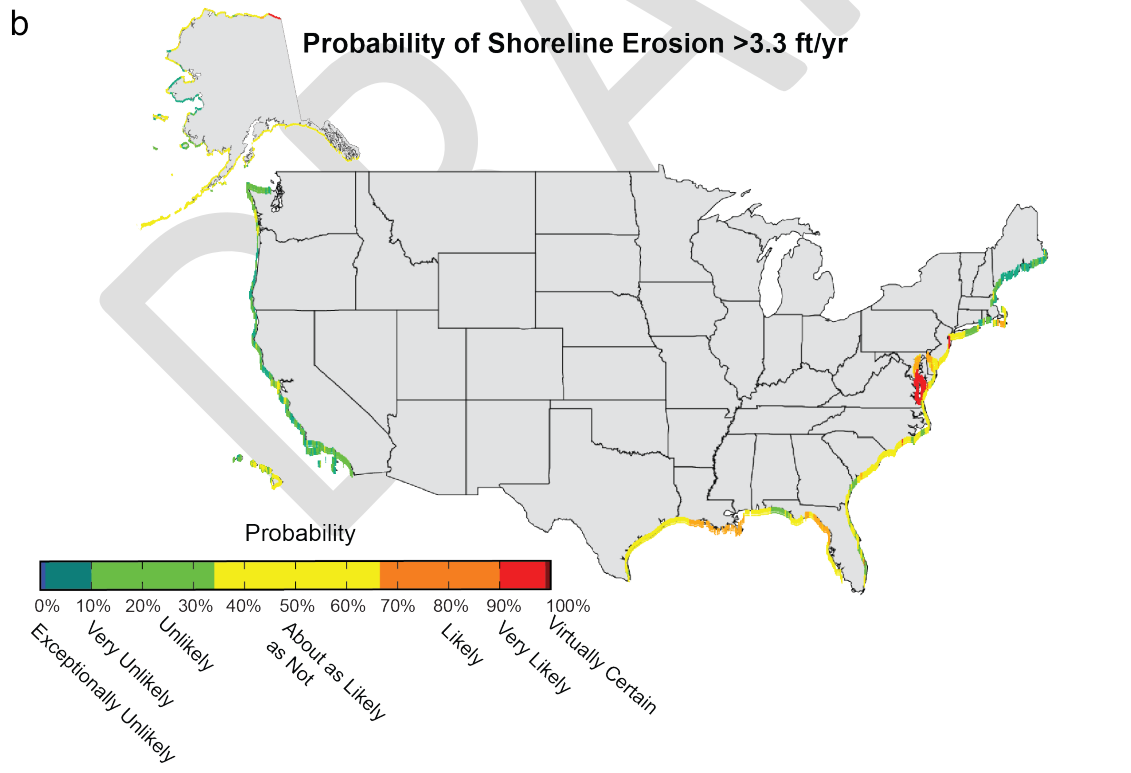 b
Probability of Shoreline Erosion >3.3 ft/yr
Probability
0% 10% 20% 30% 40% 50% 60% 70% 80% 90% 100%
Exceptionally Unlikely
Very Unlikely
Unlikely
About as Likely
as Not
Likely
Very Likely
Virtually Certain